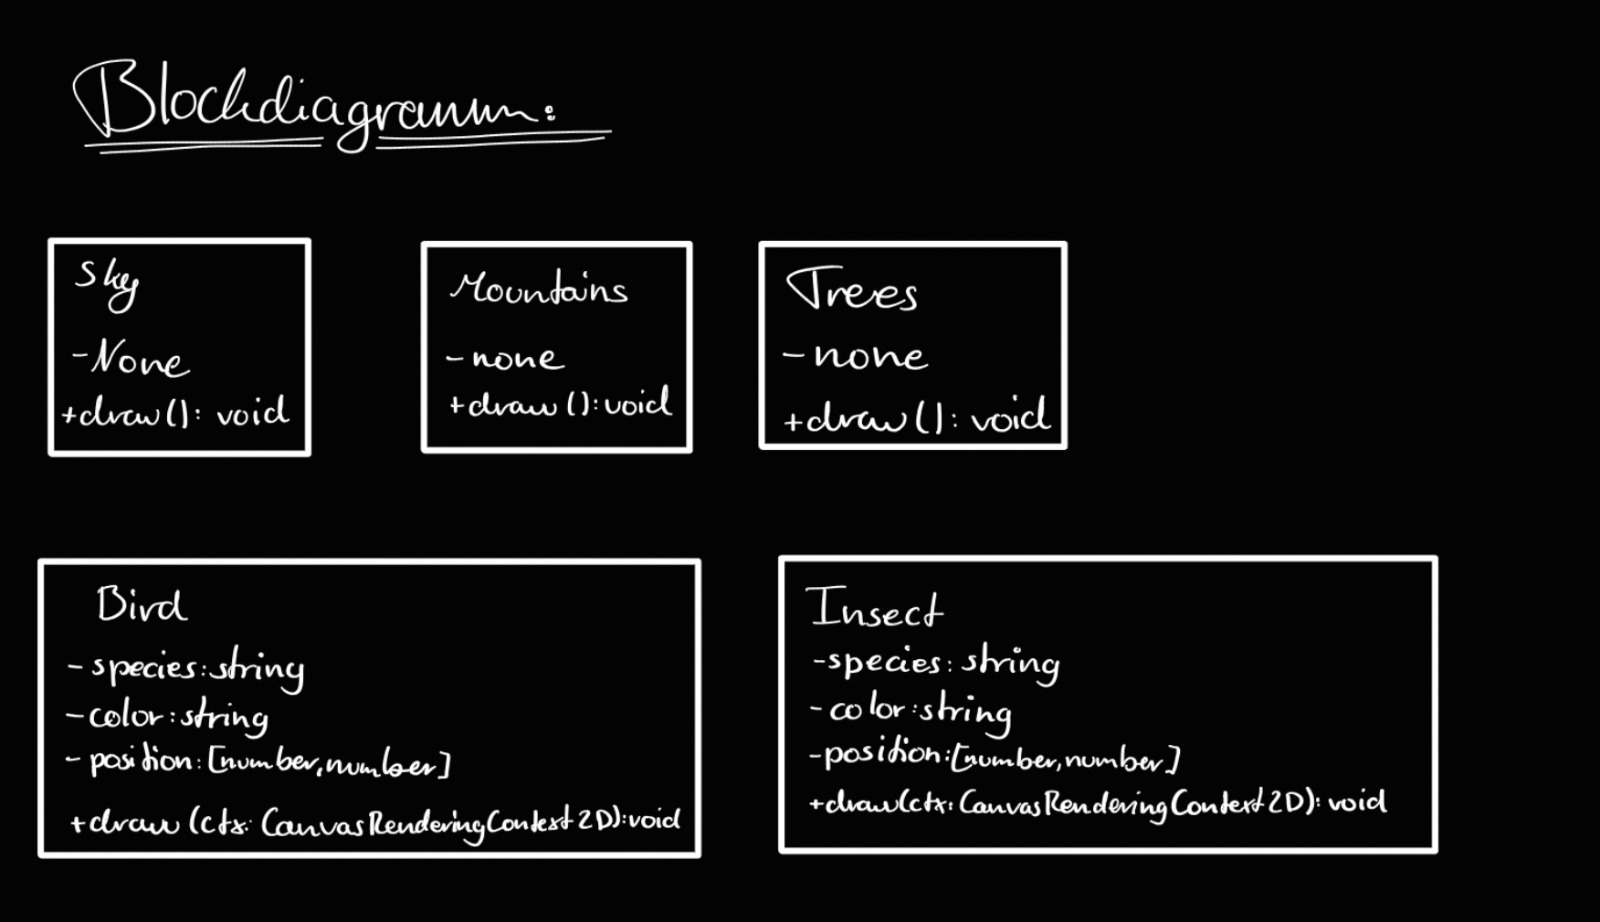 Blockdiagramm:
Sky
-None
+draw(): void
Mountains
-none
+draw():void
Trees
-none
+draw(): void
Bird
-species:string
-color:string
-position:[number,number]
+draw(ctx: CanvasRenderingContext2D):void
Insect
-species: string
-color:string
-position:[number,number]
+draw(ctx: CanvasRenderingContext2D): void